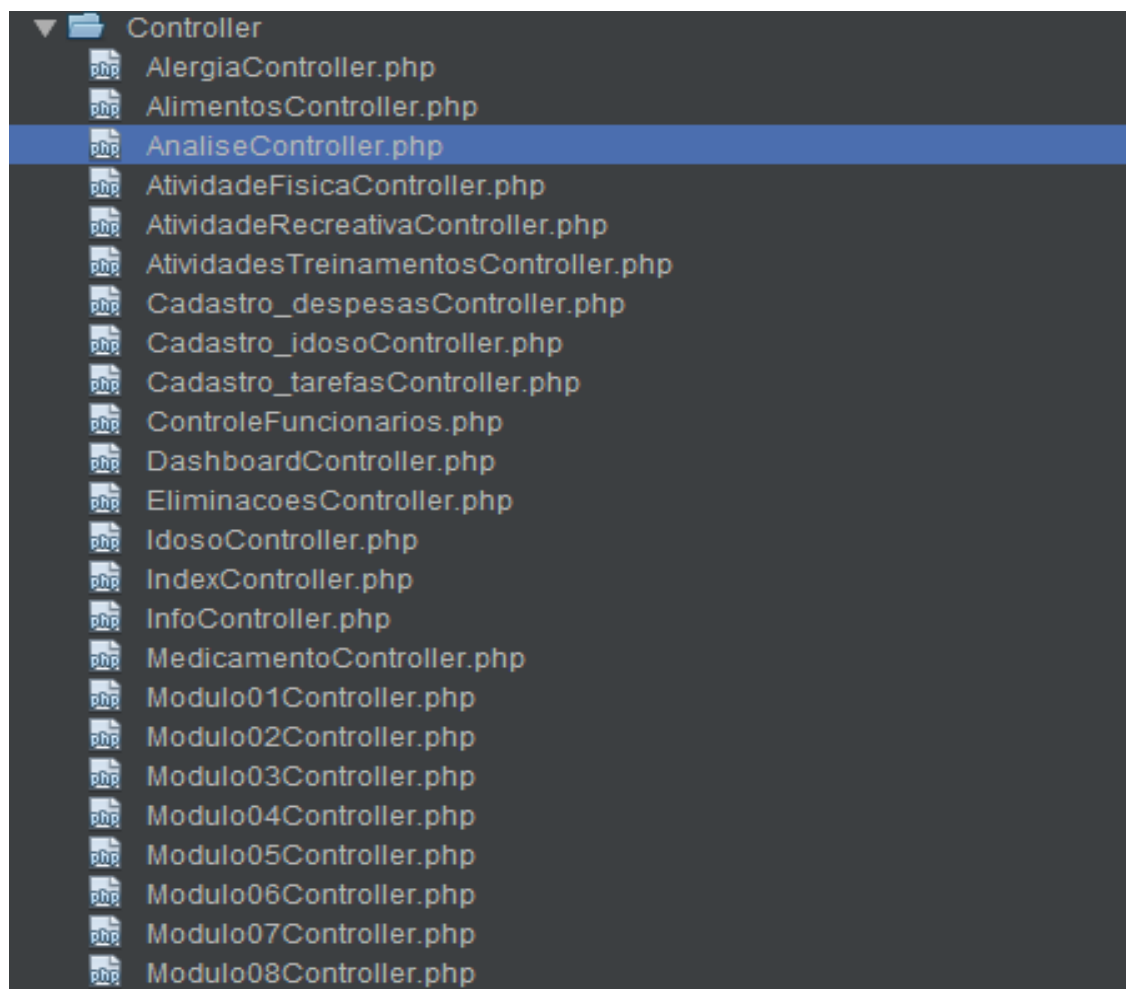 Controller
AlergiaController.php
AlimentosController.php
AnaliseController.php
AtividadeFisicaController.php
AtividadeRecreativaController.php
AtividadesTreinamentosController.php
Cadastro_despesasController.php
Cadastro_idosoController.php
Cadastro_tarefasController.php
ControleFuncionarios.php
DashboardController.php
EliminacoesController.php
IdosoController.php
IndexController.php
InfoController.php
MedicamentoController.php
Modulo01Controller.php
Modulo02Controller.php
Modulo03Controller.php
Modulo04Controller.php
Modulo05Controller.php
Modulo06Controller.php
Modulo07Controller.php
Modulo08Controller.php